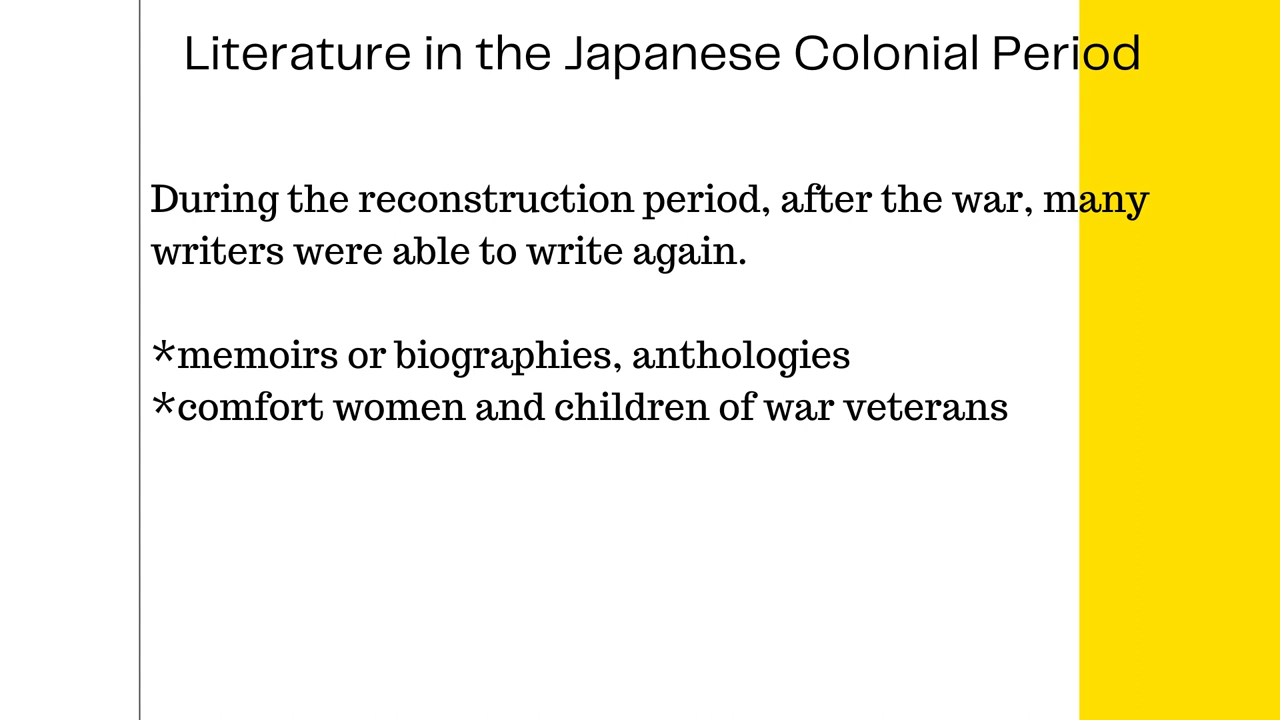 Literature in the Japanese Colonial Period
During the reconstruction period, after the war, many
writers were able to write again.
*memoirs or biographies, anthologies
*comfort women and children of war veterans